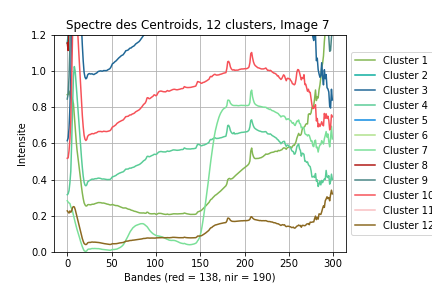 Spectre des Centroids, 12 clusters, Image 7
Intensite
1.2
1.0
0.8
0.6
0.4
0.2
0.0
0
50
100
150
200
250
300
Bandes (red = 138, nir = 190)
Cluster 1
Cluster 2
Cluster 3
Cluster 4
Cluster 5
Cluster 6
Cluster 7
Cluster 8
Cluster 9
Cluster 10
Cluster 11
Cluster 12